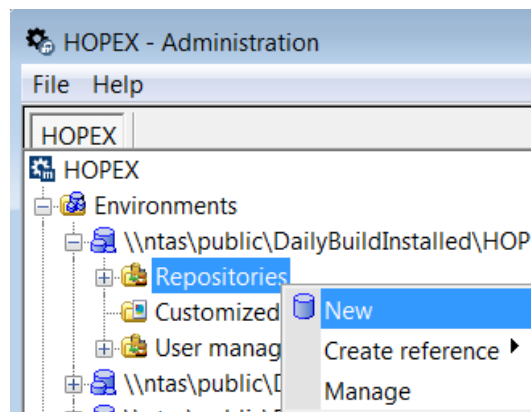 HOPEX - Administration
File Help
HOPEX
HOPEX
Environments
\\ntas\public\DailyBuildInstalled\HOP
Repositories
Customized
New
User manag
Create reference
\\ntas\public\
Manage